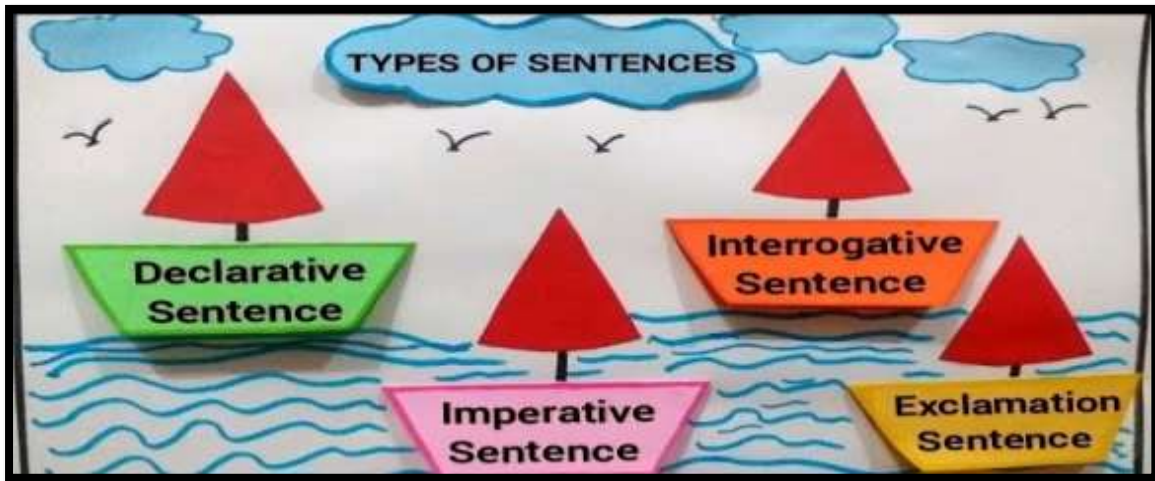 TYPES OF SENTENCES
Declarative
Sentence
Interrogative
Sentence
Imperative
Sentence
Exclamation
Sentence